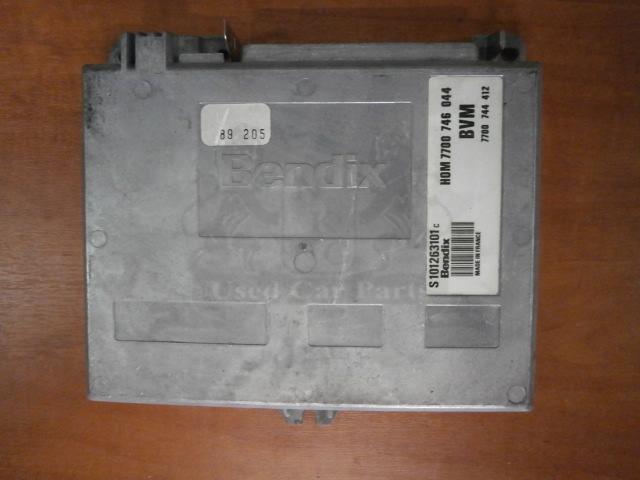 89 205
Bendix
Used Car Parts
HOM 7700 746 044
BVM
7700 744 412
S101263101 C
Bendix
MADE IN FRANCE